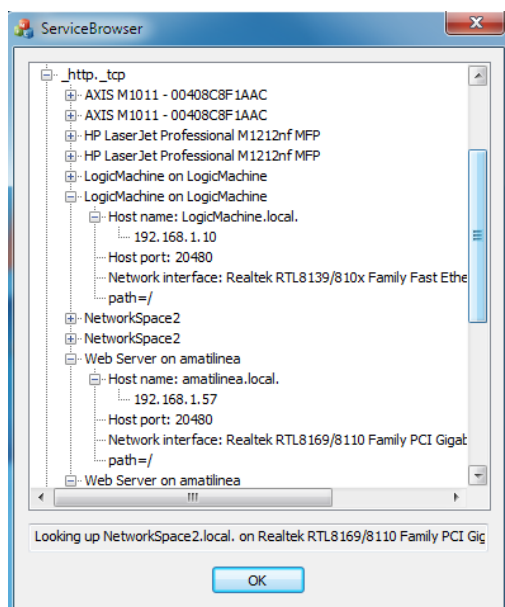 ServiceBrowser
_http._tcp
AXIS M1011 - 00408C8F1AAC
AXIS M1011 - 00408C8F1AAC
HP LaserJet Professional M1212nf MFP
HP LaserJet Professional M1212nf MFP
LogicMachine on LogicMachine
LogicMachine on LogicMachine
Host name: LogicMachine.local.
192.168.1.10
Host port: 20480
Network interface: Realtek RTL8139/810x Family Fast Ethe
path=/
NetworkSpace2
NetworkSpace2
Web Server on amatilinea
Host name: amatilinea.local.
192.168.1.57
Host port: 20480
Network interface: Realtek RTL8169/8110 Family PCI Gigab
path=/
Web Server on amatilinea
Looking up NetworkSpace2.local. on Realtek RTL8169/8110 Family PCI Gig
OK